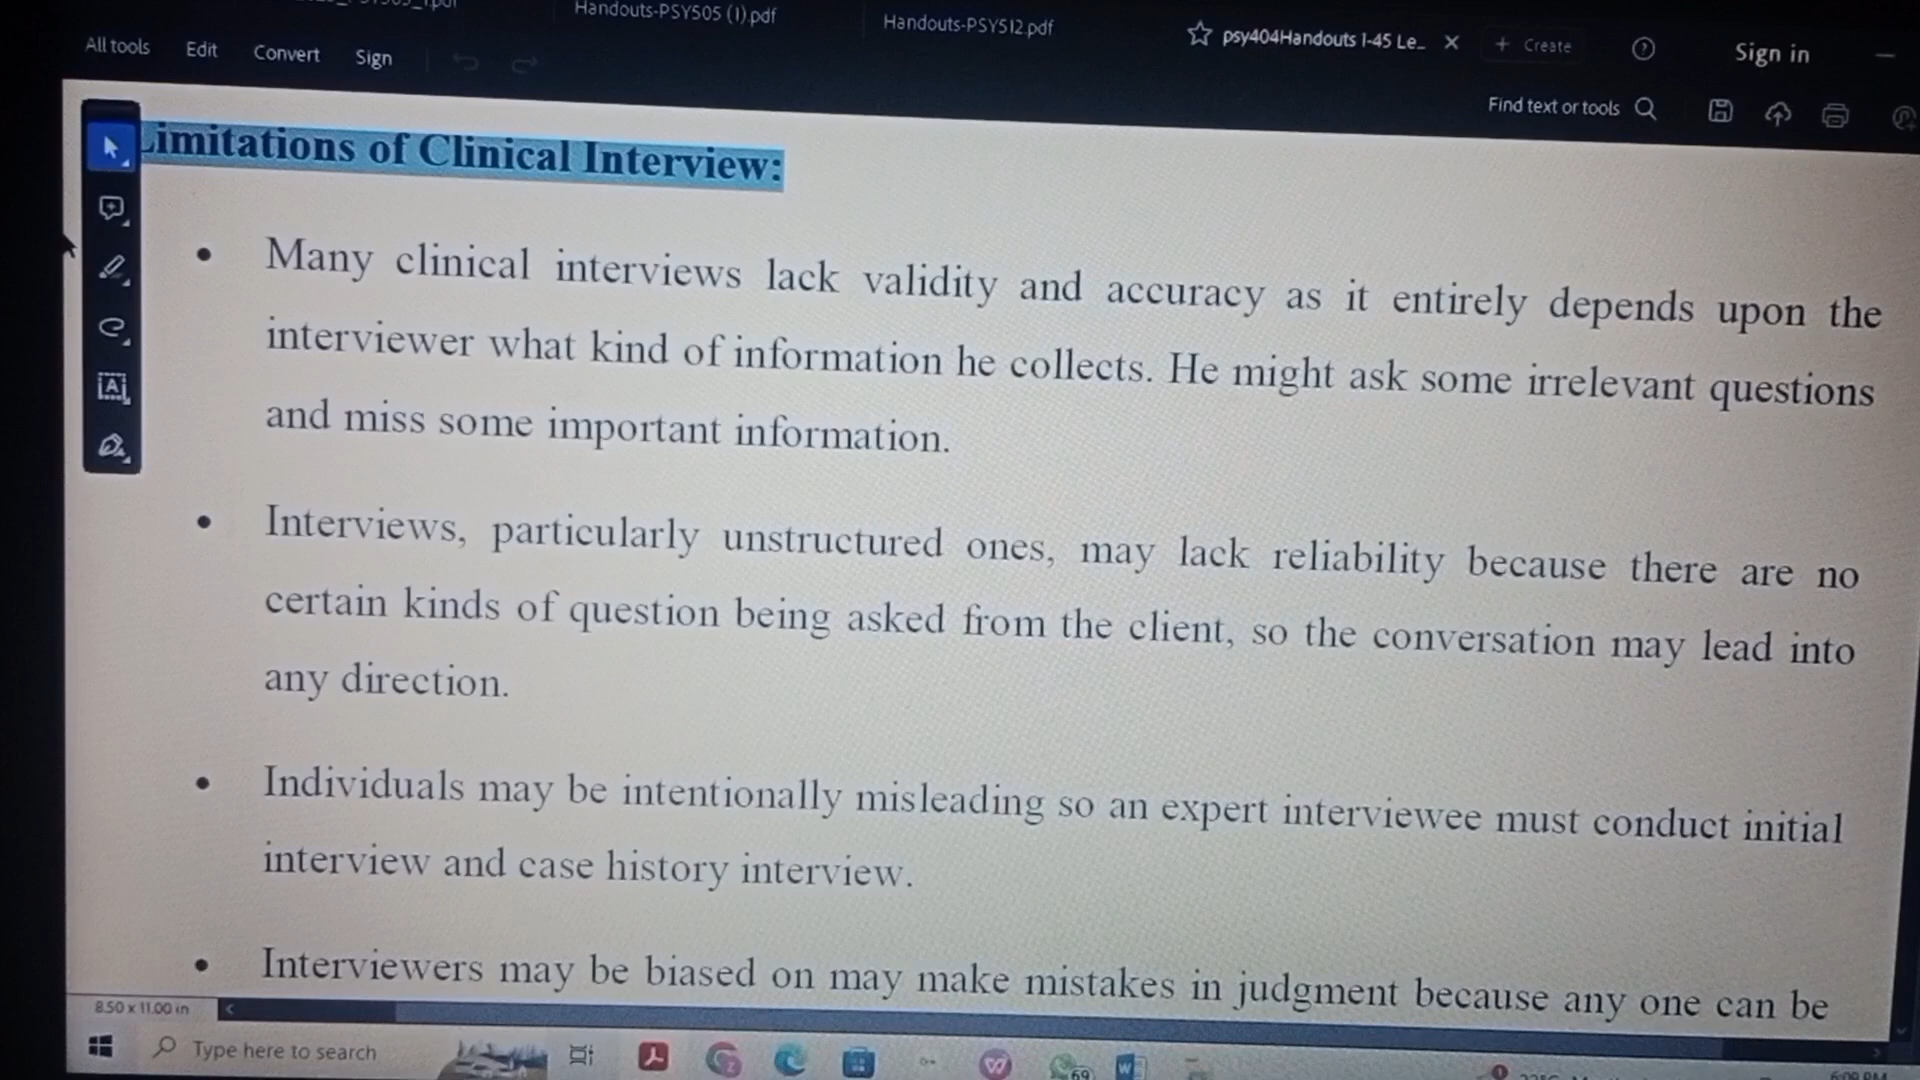 Handouts-PSY505 (1).pdf
Handouts-PSY512.pdf
psy404Handouts 1-45 Le...
Create
Sign in
All tools
Edit
Convert
Sign
Find text or tools
Limitations of Clinical Interview:
• Many clinical interviews lack validity and accuracy as it entirely depends upon the
interviewer what kind of information he collects. He might ask some irrelevant questions
and miss some important information.
• Interviews, particularly unstructured ones, may lack reliability because there are no
certain kinds of question being asked from the client, so the conversation may lead into
any direction.
• Individuals may be intentionally misleading so an expert interviewee must conduct initial
interview and case history interview.
• Interviewers may be biased on may make mistakes in judgment because any one can be
8.50 x 11.00 in
Type here to search
69
6:09 PM